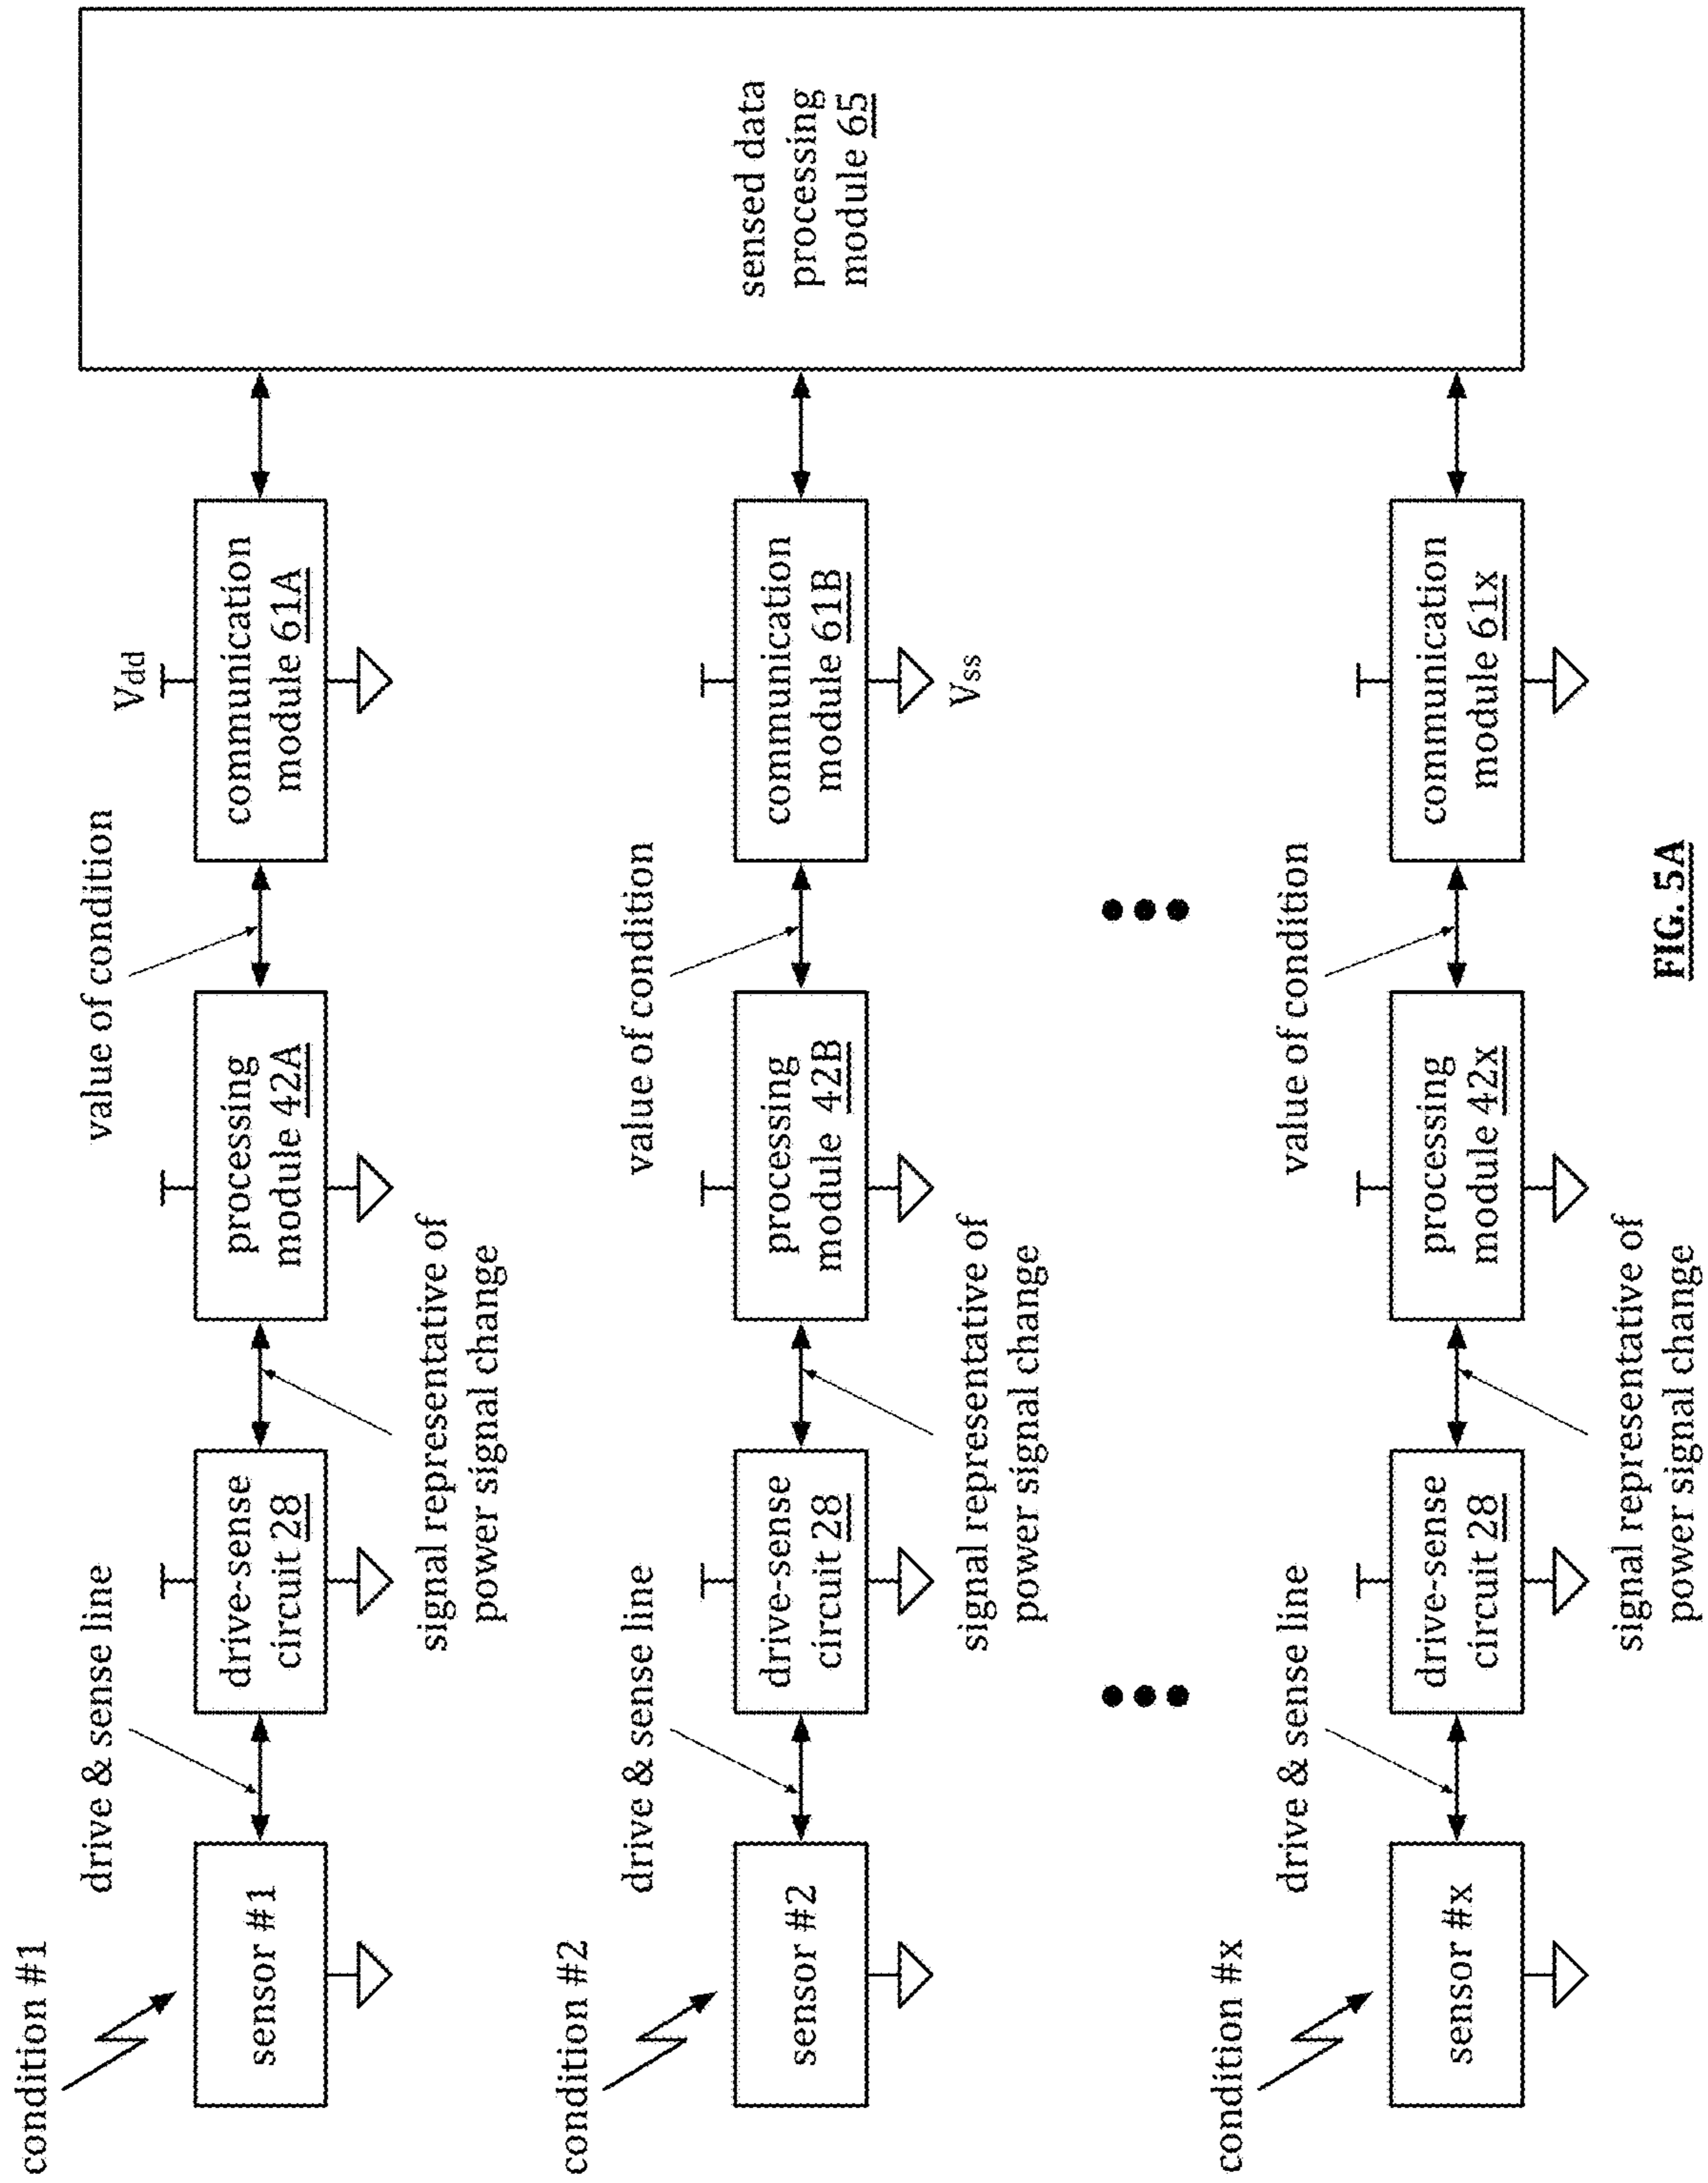 condition #1
drive & sense line
value of condition
Vdd
sensor #1
drive-sense
circuit 28
processing
module 42A
communication
module 61A
signal representative of
power signal change
condition #2
drive & sense line
value of condition
sensor #2
drive-sense
circuit 28
processing
module 42B
communication
module 61B
Vss
signal representative of
power signal change
sensed data
processing
module 65
condition #x
drive & sense line
value of condition
sensor #x
drive-sense
circuit 28
processing
module 42x
communication
module 61x
signal representative of
power signal change
FIG. 5A